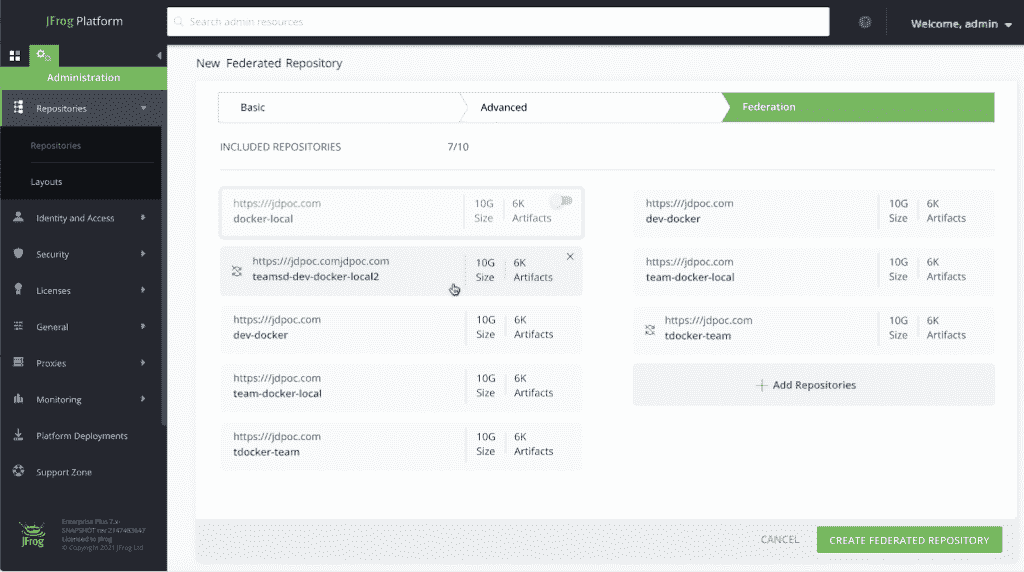 JFrog Platform
Search admin resources
Welcome, admin
Administration
Repositories
Repositories
Layouts
Identity and Access
Security
Licenses
General
Proxies
Monitoring
Platform Deployments
Support Zone
JFrog
Enterprise Plus 7.x-
SNAPSHOT rev 2147483647
Licensed to Jfrog
© Copyright 2021 JFrog Ltd
New Federated Repository
Basic
Advanced
Federation
INCLUDED REPOSITORIES 7/10
https:///jdpoc.com
docker-local
10G
Size
6K
Artifacts
https:///jdpoc.comjdpoc.com
teamsd-dev-docker-local2
10G
Size
6K
Artifacts
https:///jdpoc.com
dev-docker
10G
Size
6K
Artifacts
https:///jdpoc.com
team-docker-local
10G
Size
6K
Artifacts
https:///jdpoc.com
tdocker-team
10G
Size
6K
Artifacts
https:///jdpoc.com
dev-docker
10G
Size
6K
Artifacts
https:///jdpoc.com
team-docker-local
10G
Size
6K
Artifacts
https:///jdpoc.com
tdocker-team
10G
Size
6K
Artifacts
Add Repositories
CANCEL
CREATE FEDERATED REPOSITORY